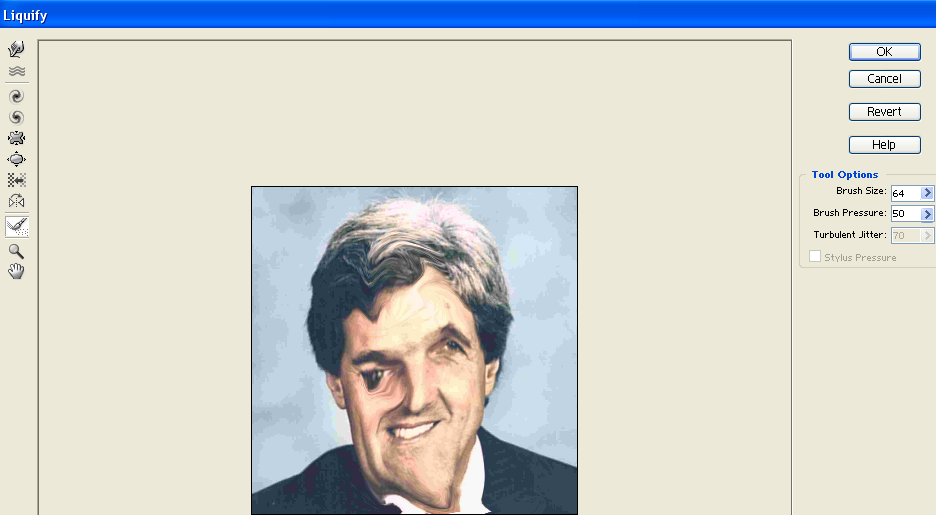 Liquify
OK
Cancel
Revert
Help
Tool Options
Brush Size: 64
Brush Pressure: 50
Turbulent Jitter: 70
Stylus Pressure